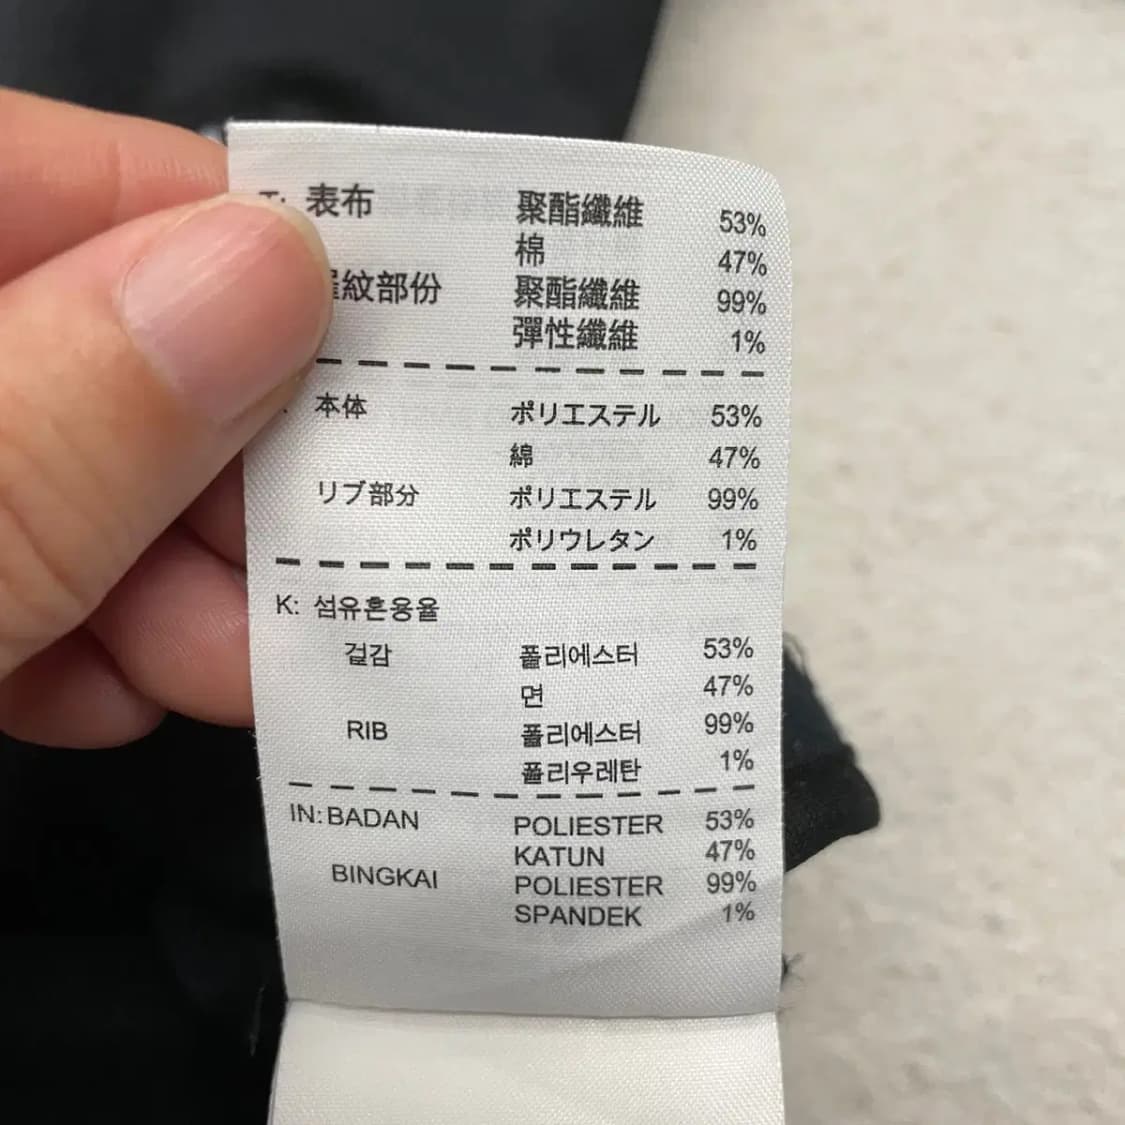 表布 聚酯纖維 53%
棉 47%
紋部份 聚酯纖維 99%
彈性纖維 1%
本体 ポリエステル 53%
綿 47%
リブ部分 ポリエステル 99%
ポリウレタン 1%
K: 섬유혼용율
걸감 폴리에스터 53%
면 47%
RIB 폴리에스터 99%
폴리우레탄 1%
IN: BADAN POLIESTER 53%
KATUN 47%
BINGKAI POLIESTER 99%
SPANDEK 1%